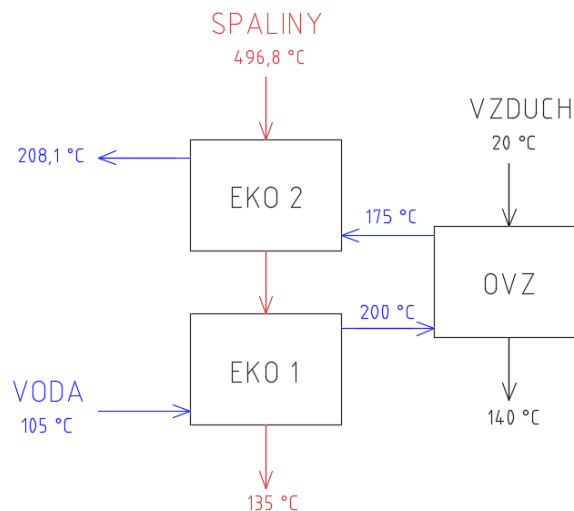 SPALINY
496,8 °C
VZDUCH
20 °C
208,1 °C
EKO 2
175 °C
OVZ
200 °C
EKO 1
VODA
105 °C
140 °C
135 °C